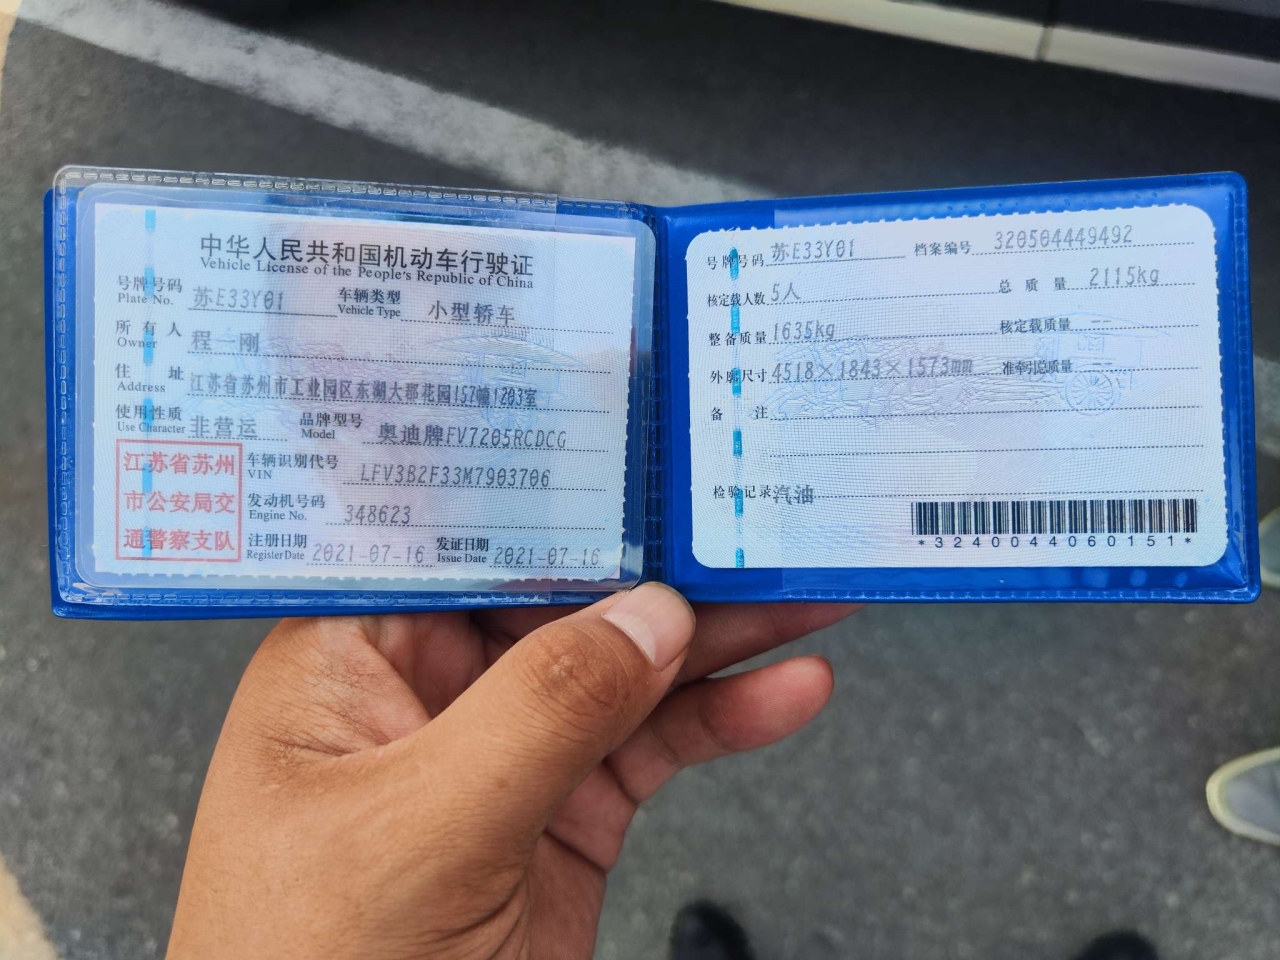 中华人民共和国机动车行驶证
Vehicle License of the People's Republic of China
号牌号码 苏E33Y01 车辆类型 小型轿车
Plate No. Vehicle Type
所有人 程一刚
Owner
住址 江苏省苏州市工业园区东湖大郡花园157幢1203室
Address
使用性质 非营运 品牌型号 奥迪牌FV7205RCDCG
Use Character Model
江苏省苏州
市公安局交
通警察支队
车辆识别代号 LFV3B2F33M7903706
VIN
发动机号码 348623
Engine No.
注册日期 2021-07-16 发证日期 2021-07-16
Register Date Issue Date
号牌号码 苏E33Y01 档案编号 320504449492
核定载人数 5人 总质量 2115kg
整备质量 1635kg 核定载质量 --
外廓尺寸 4518×1843×1573mm 准牵引总质量 --
备注
检验记录 汽油
*3240044060151*